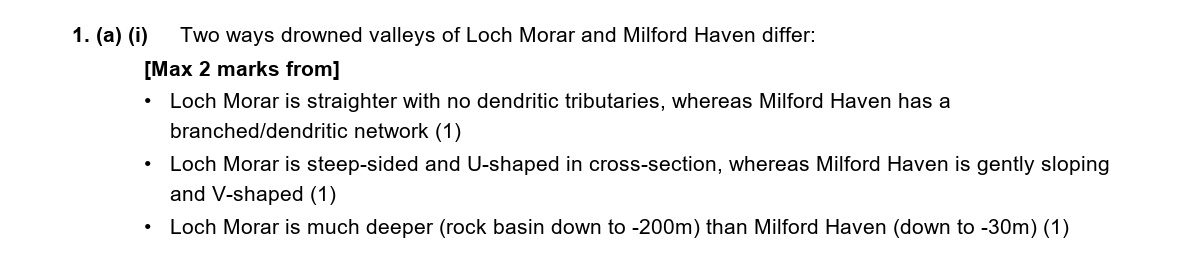 1. (a) (i) Two ways drowned valleys of Loch Morar and Milford Haven differ:
[Max 2 marks from]
• Loch Morar is straighter with no dendritic tributaries, whereas Milford Haven has a
branched/dendritic network (1)
• Loch Morar is steep-sided and U-shaped in cross-section, whereas Milford Haven is gently sloping
and V-shaped (1)
• Loch Morar is much deeper (rock basin down to -200m) than Milford Haven (down to -30m) (1)